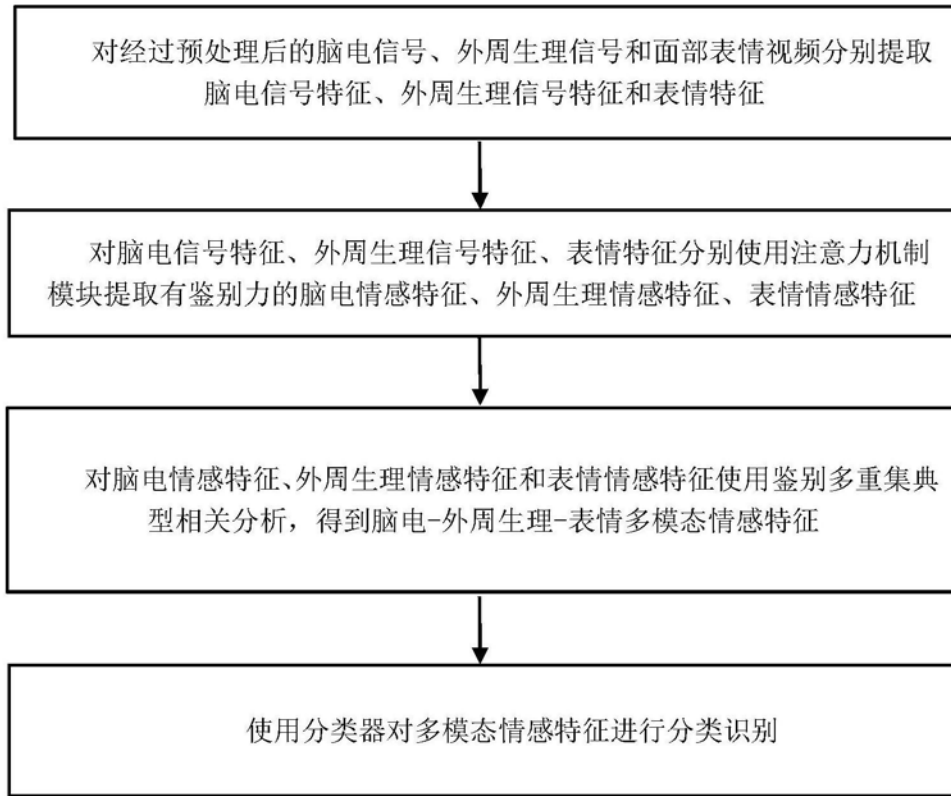 对经过预处理后的脑电信号、外周生理信号和面部表情视频分别提取
脑电信号特征、外周生理信号特征和表情特征
对脑电信号特征、外周生理信号特征、表情特征分别使用注意力机制
模块提取有鉴别力的脑电情感特征、外周生理情感特征、表情情感特征
对脑电情感特征、外周生理情感特征和表情情感特征使用鉴别多重集典
型相关分析，得到脑电-外周生理-表情多模态情感特征
使用分类器对多模态情感特征进行分类识别